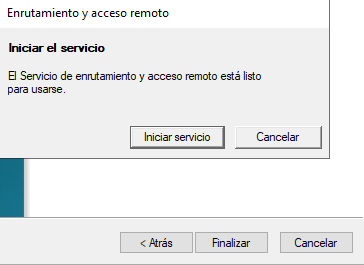 Enrutamiento y acceso remoto
Iniciar el servicio
El Servicio de enrutamiento y acceso remoto está listo
para usarse.
Iniciar servicio
Cancelar
< Atrás
Finalizar
Cancelar